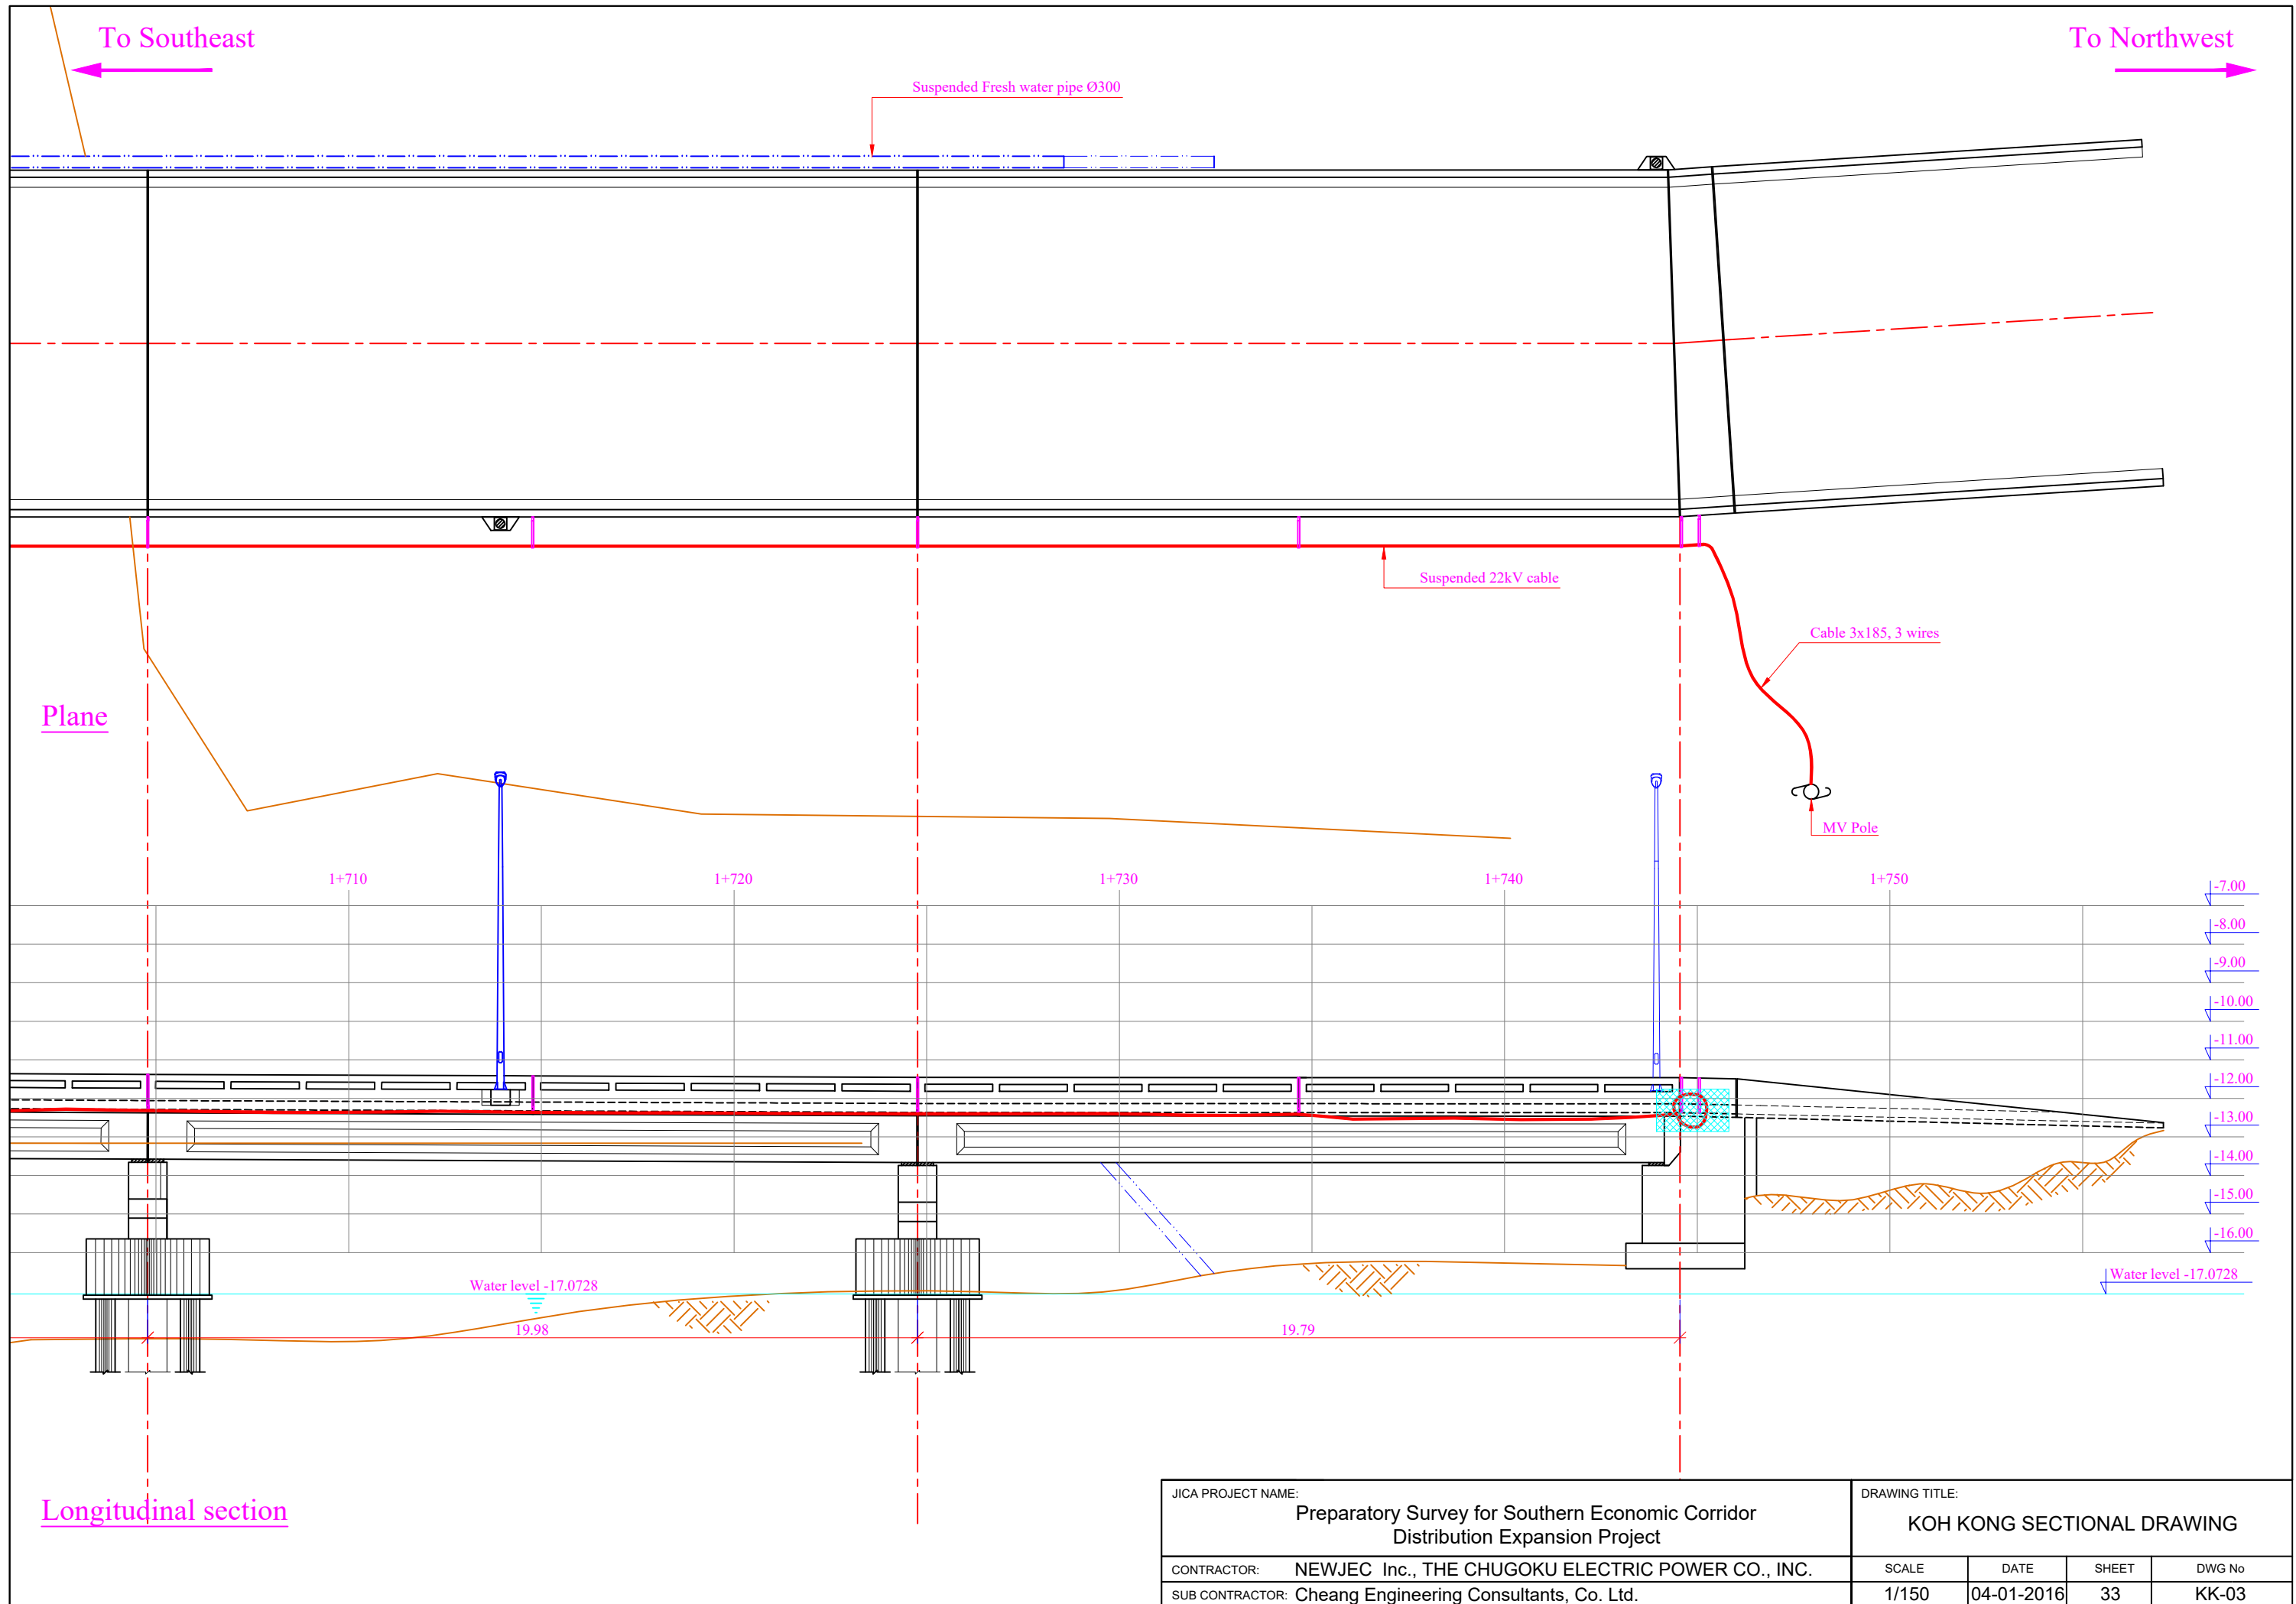 To Southeast
To Northwest
Suspended Fresh water pipe Ø300
Suspended 22kV cable
Cable 3x185, 3 wires
Plane
MV Pole
1+710
1+720
1+730
1+740
1+750
-7.00
-8.00
-9.00
-10.00
-11.00
-12.00
-13.00
-14.00
-15.00
-16.00
Water level -17.0728
Water level -17.0728
19.98
19.79
Longitudinal section
JICA PROJECT NAME:
Preparatory Survey for Southern Economic Corridor
Distribution Expansion Project
DRAWING TITLE:
KOH KONG SECTIONAL DRAWING
CONTRACTOR: NEWJEC Inc., THE CHUGOKU ELECTRIC POWER CO., INC.
SUB CONTRACTOR: Cheang Engineering Consultants, Co. Ltd.
SCALE DATE SHEET DWG No
1/150 04-01-2016 33 KK-03